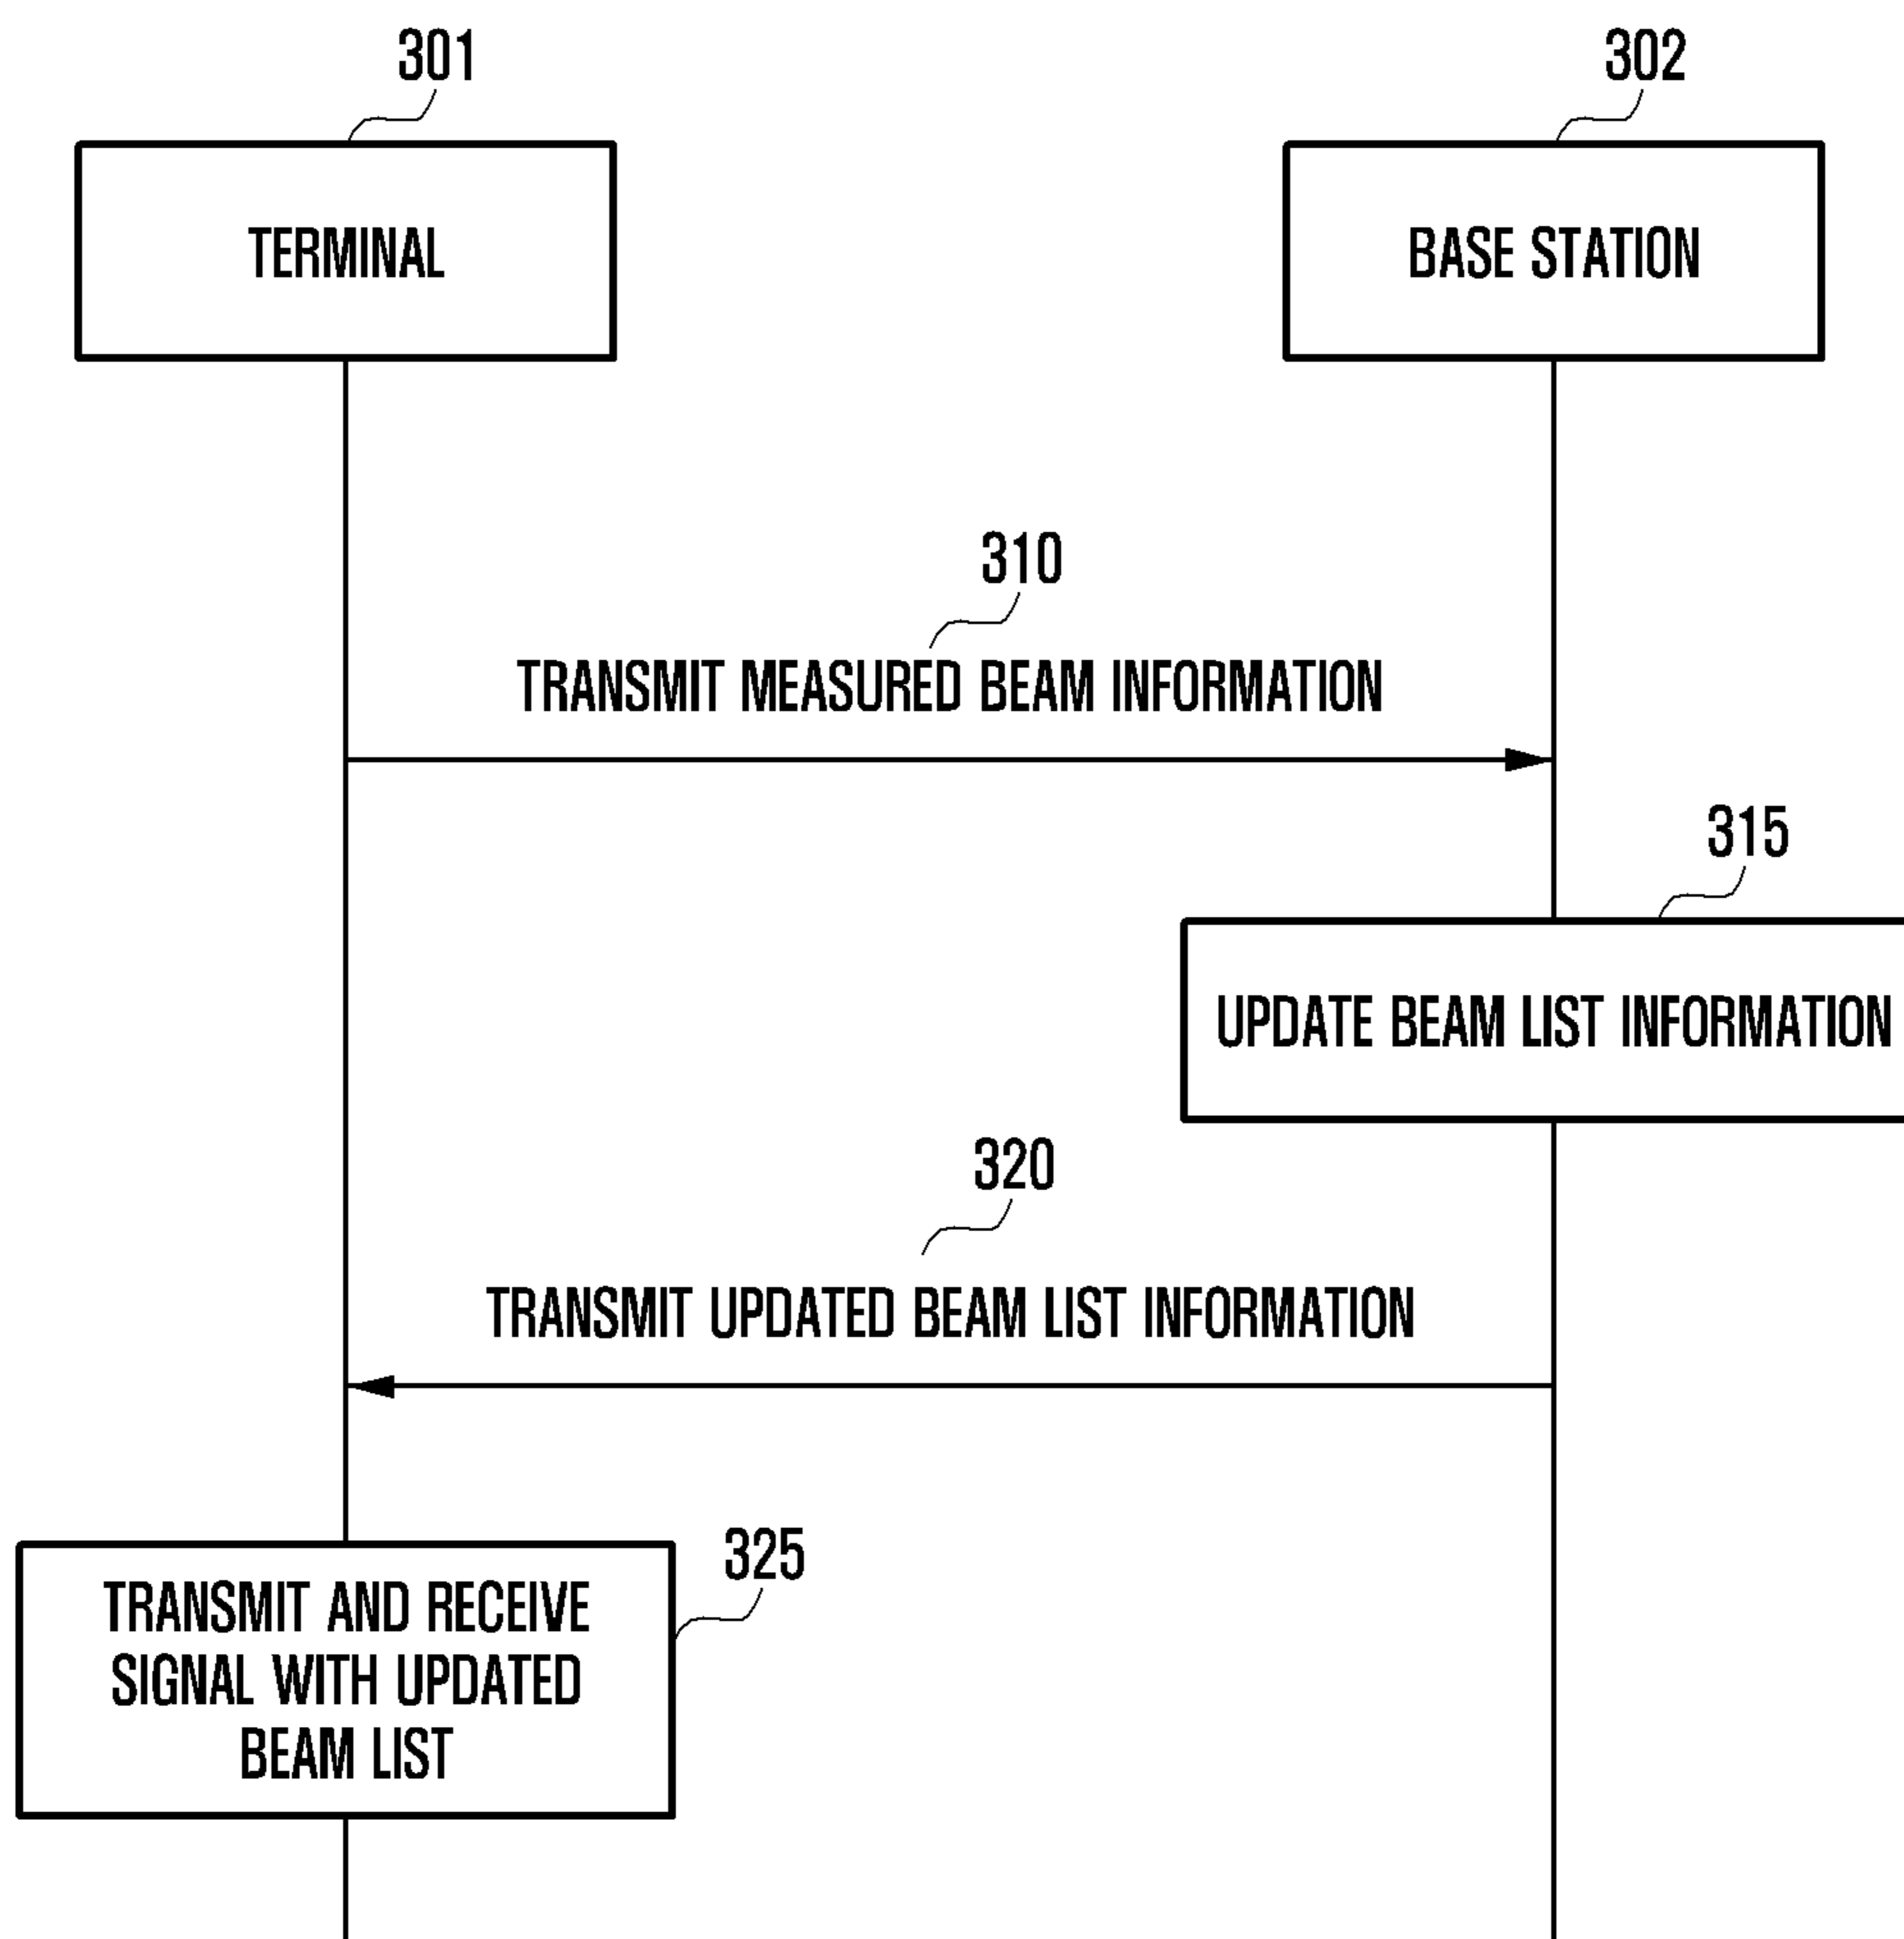 301
302
TERMINAL
BASE STATION
310
TRANSMIT MEASURED BEAM INFORMATION
315
UPDATE BEAM LIST INFORMATION
320
TRANSMIT UPDATED BEAM LIST INFORMATION
325
TRANSMIT AND RECEIVE
SIGNAL WITH UPDATED
BEAM LIST